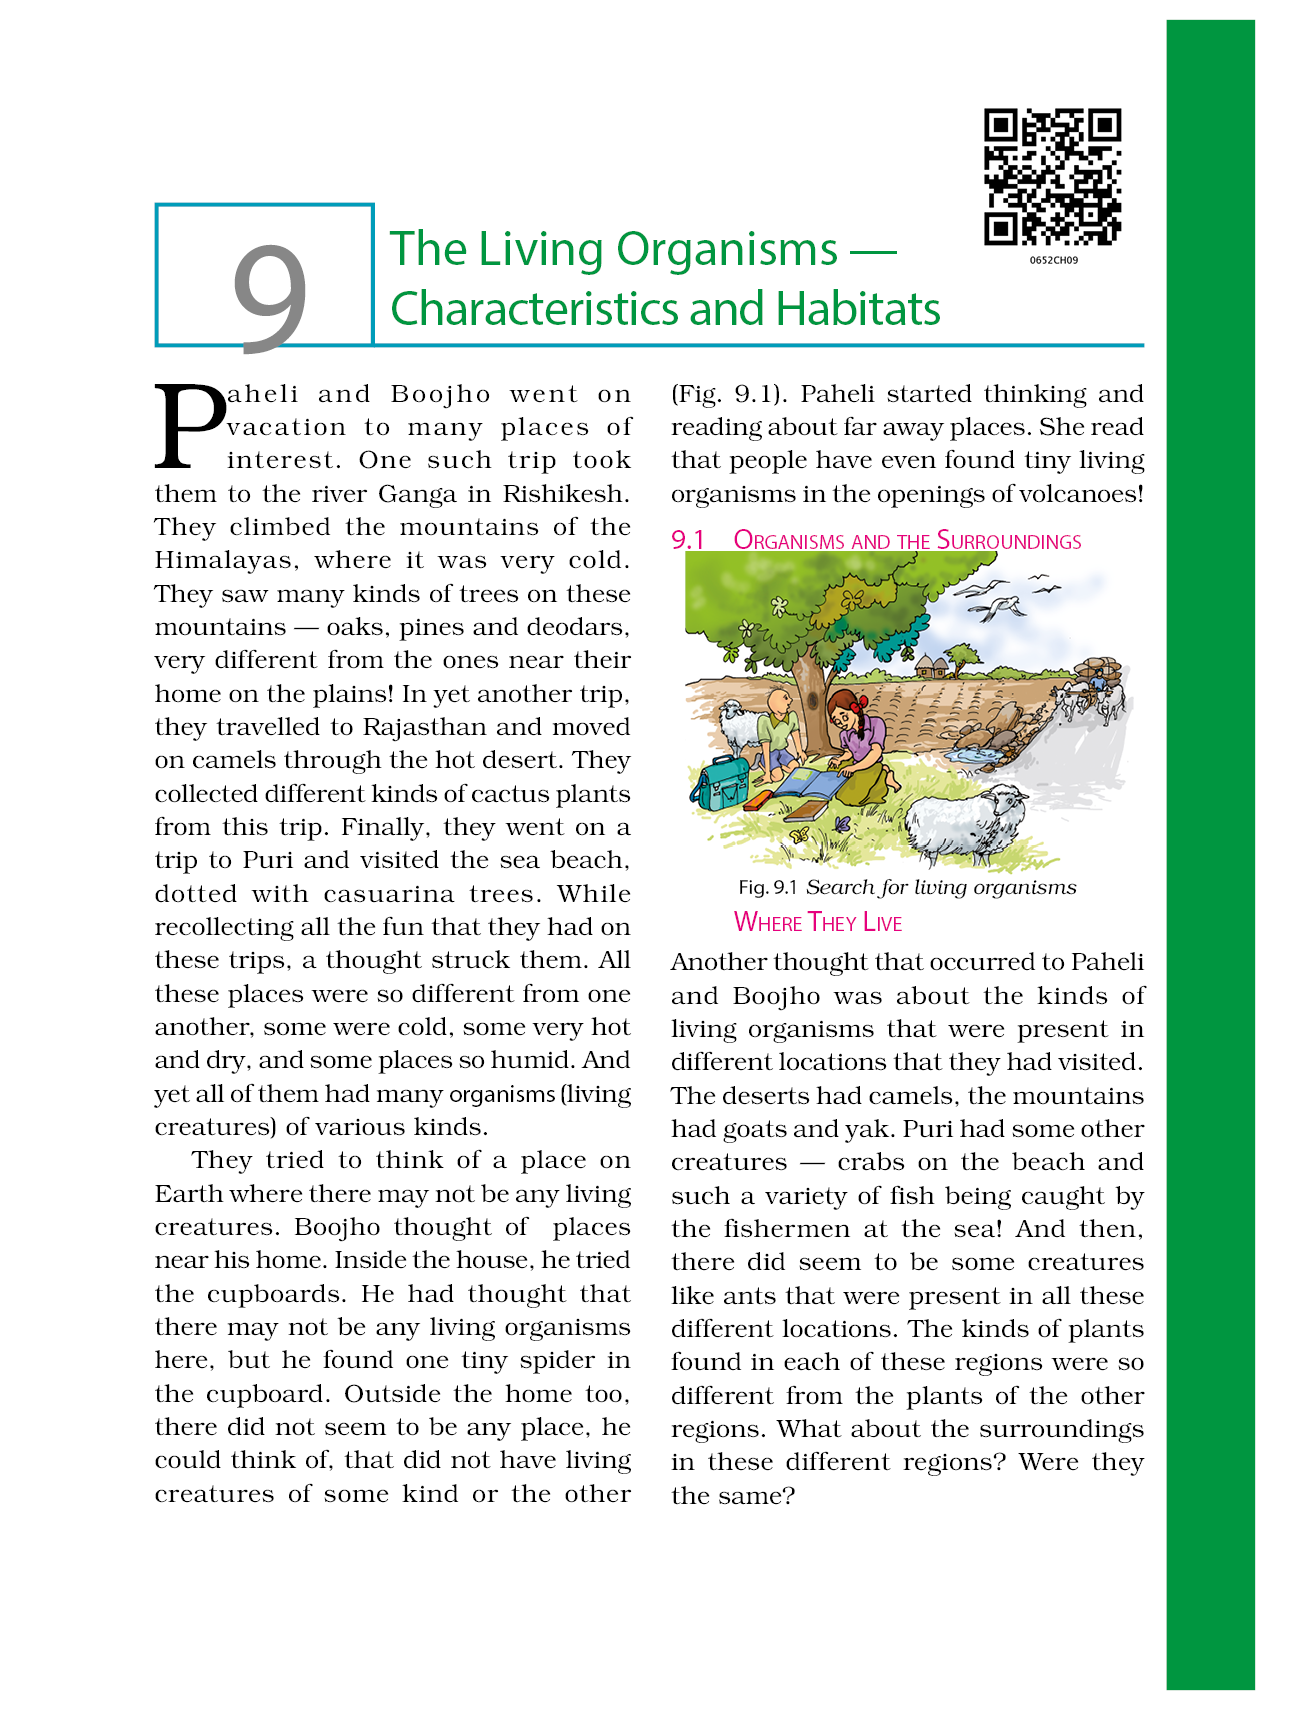 0652CH09
9
The Living Organisms —
Characteristics and Habitats
Paheli and Boojho went on
vacation to many places of
interest. One such trip took
them to the river Ganga in Rishikesh.
They climbed the mountains of the
Himalayas, where it was very cold.
They saw many kinds of trees on these
mountains — oaks, pines and deodars,
very different from the ones near their
home on the plains! In yet another trip,
they travelled to Rajasthan and moved
on camels through the hot desert. They
collected different kinds of cactus plants
from this trip. Finally, they went on a
trip to Puri and visited the sea beach,
dotted with casuarina trees. While
recollecting all the fun that they had on
these trips, a thought struck them. All
these places were so different from one
another, some were cold, some very hot
and dry, and some places so humid. And
yet all of them had many organisms (living
creatures) of various kinds.
They tried to think of a place on
Earth where there may not be any living
creatures. Boojho thought of places
near his home. Inside the house, he tried
the cupboards. He had thought that
there may not be any living organisms
here, but he found one tiny spider in
the cupboard. Outside the home too,
there did not seem to be any place, he
could think of, that did not have living
creatures of some kind or the other
(Fig. 9.1). Paheli started thinking and
reading about far away places. She read
that people have even found tiny living
organisms in the openings of volcanoes!
9.1 Organisms and the Surroundings
Fig. 9.1 Search for living organisms
Where They Live
Another thought that occurred to Paheli
and Boojho was about the kinds of
living organisms that were present in
different locations that they had visited.
The deserts had camels, the mountains
had goats and yak. Puri had some other
creatures — crabs on the beach and
such a variety of fish being caught by
the fishermen at the sea! And then,
there did seem to be some creatures
like ants that were present in all these
different locations. The kinds of plants
found in each of these regions were so
different from the plants of the other
regions. What about the surroundings
in these different regions? Were they
the same?